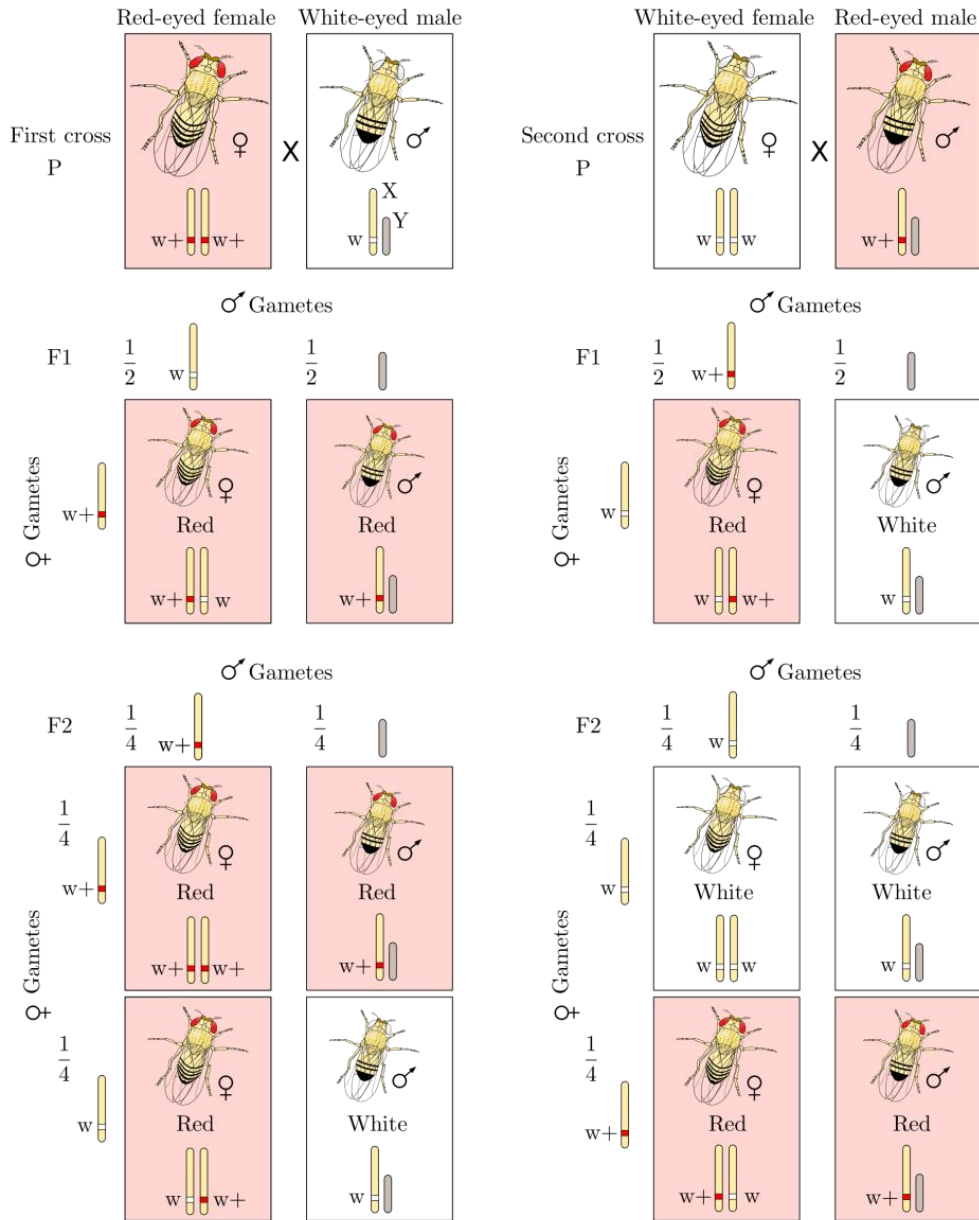 Red-eyed female
White-eyed male
First cross
P
♀
X
♂
X
Y
w+
w+
w
♂ Gametes
F1
1/2
w
1/2
♀ Gametes
w+
♀
Red
w+
w
♂
Red
w+
♂ Gametes
F2
1/4
w+
1/4
♀ Gametes
1/4
w+
♀
Red
w+
w+
♂
Red
w+
1/4
w
♀
Red
w
w+
♂
White
w
White-eyed female
Red-eyed male
Second cross
P
♀
X
♂
w
w
w+
♂ Gametes
F1
1/2
w+
1/2
♀ Gametes
w
♀
Red
w
w+
♂
White
w
♂ Gametes
F2
1/4
w
1/4
♀ Gametes
1/4
w
♀
White
w
w
♂
White
w
1/4
w+
♀
Red
w+
w
♂
Red
w+